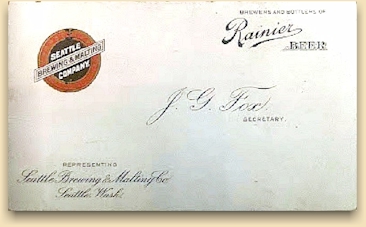 BREWERS AND BOTTLERS OF
Rainier
BEER
SEATTLE
BREWING & MALTING
COMPANY.
J. G. Fox,
SECRETARY.
REPRESENTING
Seattle Brewing & Malting Co
Seattle, Wash.